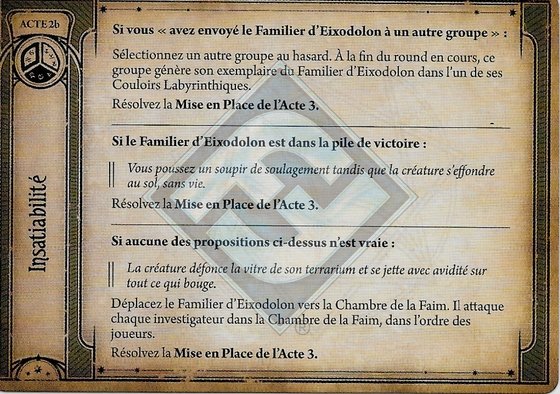 ACTE 2b
Insatiabilité
Si vous « avez envoyé le Familier d'Eixodolon à un autre groupe » :
Sélectionnez un autre groupe au hasard. À la fin du round en cours, ce
groupe génère son exemplaire du Familier d'Eixodolon dans l'un de ses
Couloirs Labyrinthiques.
Résolvez la Mise en Place de l'Acte 3.
Si le Familier d'Eixodolon est dans la pile de victoire :
Vous poussez un soupir de soulagement tandis que la créature s'effondre
au sol, sans vie.
Résolvez la Mise en Place de l'Acte 3.
Si aucune des propositions ci-dessus n'est vraie :
La créature défonce la vitre de son terrarium et se jette avec avidité sur
tout ce qui bouge.
Déplacez le Familier d'Eixodolon vers la Chambre de la Faim. Il attaque
chaque investigateur dans la Chambre de la Faim, dans l'ordre des
joueurs.
Résolvez la Mise en Place de l'Acte 3.
®